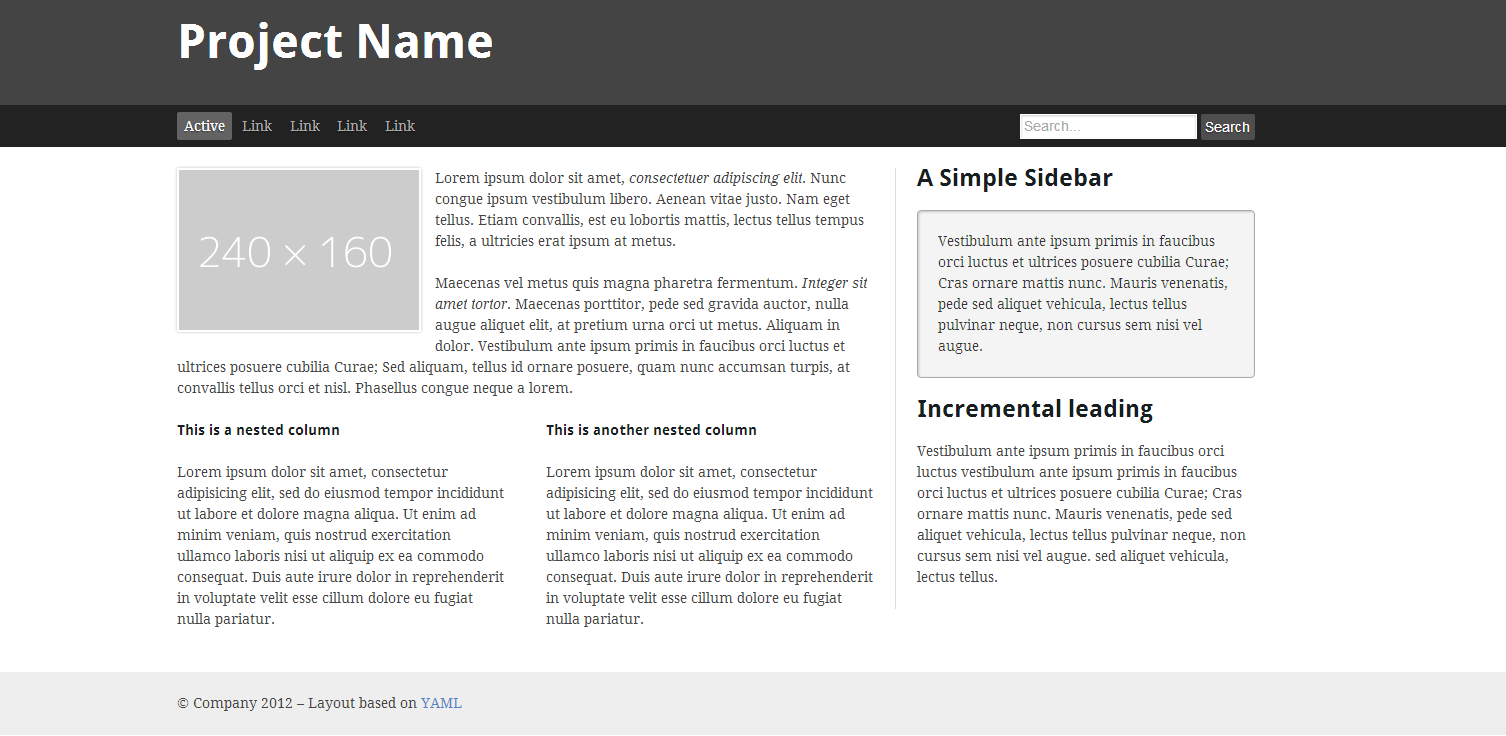 Project Name
Active Link Link Link Link
Search... Search
240 × 160
Lorem ipsum dolor sit amet, consectetuer adipiscing elit. Nunc
congue ipsum vestibulum libero. Aenean vitae justo. Nam eget
tellus. Etiam convallis, est eu lobortis mattis, lectus tellus tempus
felis, a ultricies erat ipsum at metus.
Maecenas vel metus quis magna pharetra fermentum. Integer sit
amet tortor. Maecenas porttitor, pede sed gravida auctor, nulla
augue aliquet elit, at pretium urna orci ut metus. Aliquam in
dolor. Vestibulum ante ipsum primis in faucibus orci luctus et
ultrices posuere cubilia Curae; Sed aliquam, tellus id ornare posuere, quam nunc accumsan turpis, at
convallis tellus orci et nisl. Phasellus congue neque a lorem.
This is a nested column
Lorem ipsum dolor sit amet, consectetur
adipisicing elit, sed do eiusmod tempor incididunt
ut labore et dolore magna aliqua. Ut enim ad
minim veniam, quis nostrud exercitation
ullamco laboris nisi ut aliquip ex ea commodo
consequat. Duis aute irure dolor in reprehenderit
in voluptate velit esse cillum dolore eu fugiat
nulla pariatur.
This is another nested column
Lorem ipsum dolor sit amet, consectetur
adipisicing elit, sed do eiusmod tempor incididunt
ut labore et dolore magna aliqua. Ut enim ad
minim veniam, quis nostrud exercitation
ullamco laboris nisi ut aliquip ex ea commodo
consequat. Duis aute irure dolor in reprehenderit
in voluptate velit esse cillum dolore eu fugiat
nulla pariatur.
A Simple Sidebar
Vestibulum ante ipsum primis in faucibus
orci luctus et ultrices posuere cubilia Curae;
Cras ornare mattis nunc. Mauris venenatis,
pede sed aliquet vehicula, lectus tellus
pulvinar neque, non cursus sem nisi vel
augue.
Incremental leading
Vestibulum ante ipsum primis in faucibus orci
luctus vestibulum ante ipsum primis in faucibus
orci luctus et ultrices posuere cubilia Curae; Cras
ornare mattis nunc. Mauris venenatis, pede sed
aliquet vehicula, lectus tellus pulvinar neque, non
cursus sem nisi vel augue. sed aliquet vehicula,
lectus tellus.
© Company 2012 – Layout based on YAML